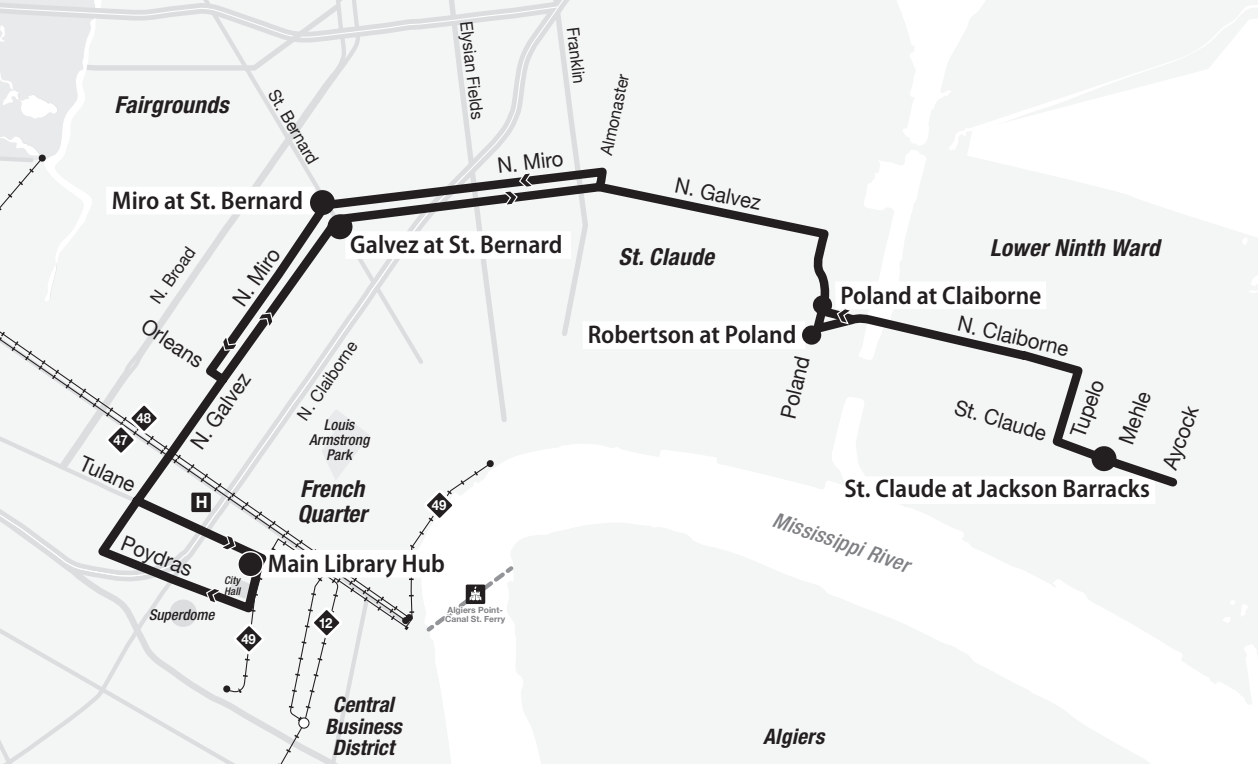 Elysian Fields
Franklin
Almonaster
St. Bernard
Fairgrounds
N. Miro
N. Galvez
Miro at St. Bernard
Galvez at St. Bernard
St. Claude
Lower Ninth Ward
N. Broad
N. Miro
Orleans
Poland at Claiborne
Robertson at Poland
N. Claiborne
Poland
N. Claiborne
N. Galvez
St. Claude
Tupelo
Mehle
Aycock
48
47
Louis
Armstrong
Park
Tulane
H
French
Quarter
49
St. Claude at Jackson Barracks
Mississippi River
Poydras
Main Library Hub
City
Hall
Superdome
Algiers Point-
Canal St. Ferry
49
12
Central
Business
District
Algiers